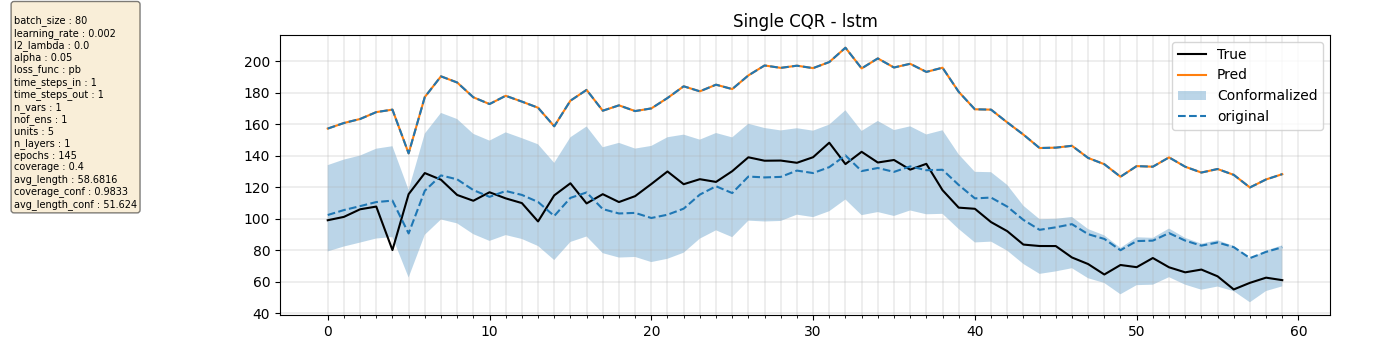 batch_size : 80
learning_rate : 0.002
l2_lambda : 0.0
alpha : 0.05
loss_func : pb
time_steps_in : 1
time_steps_out : 1
n_vars : 1
nof_ens : 1
units : 5
n_layers : 1
epochs : 145
coverage : 0.4
avg_length : 58.6816
coverage_conf : 0.9833
avg_length_conf : 51.624
Single CQR - lstm
200
180
160
140
120
100
80
60
40
True
Pred
Conformalized
original
0 10 20 30 40 50 60